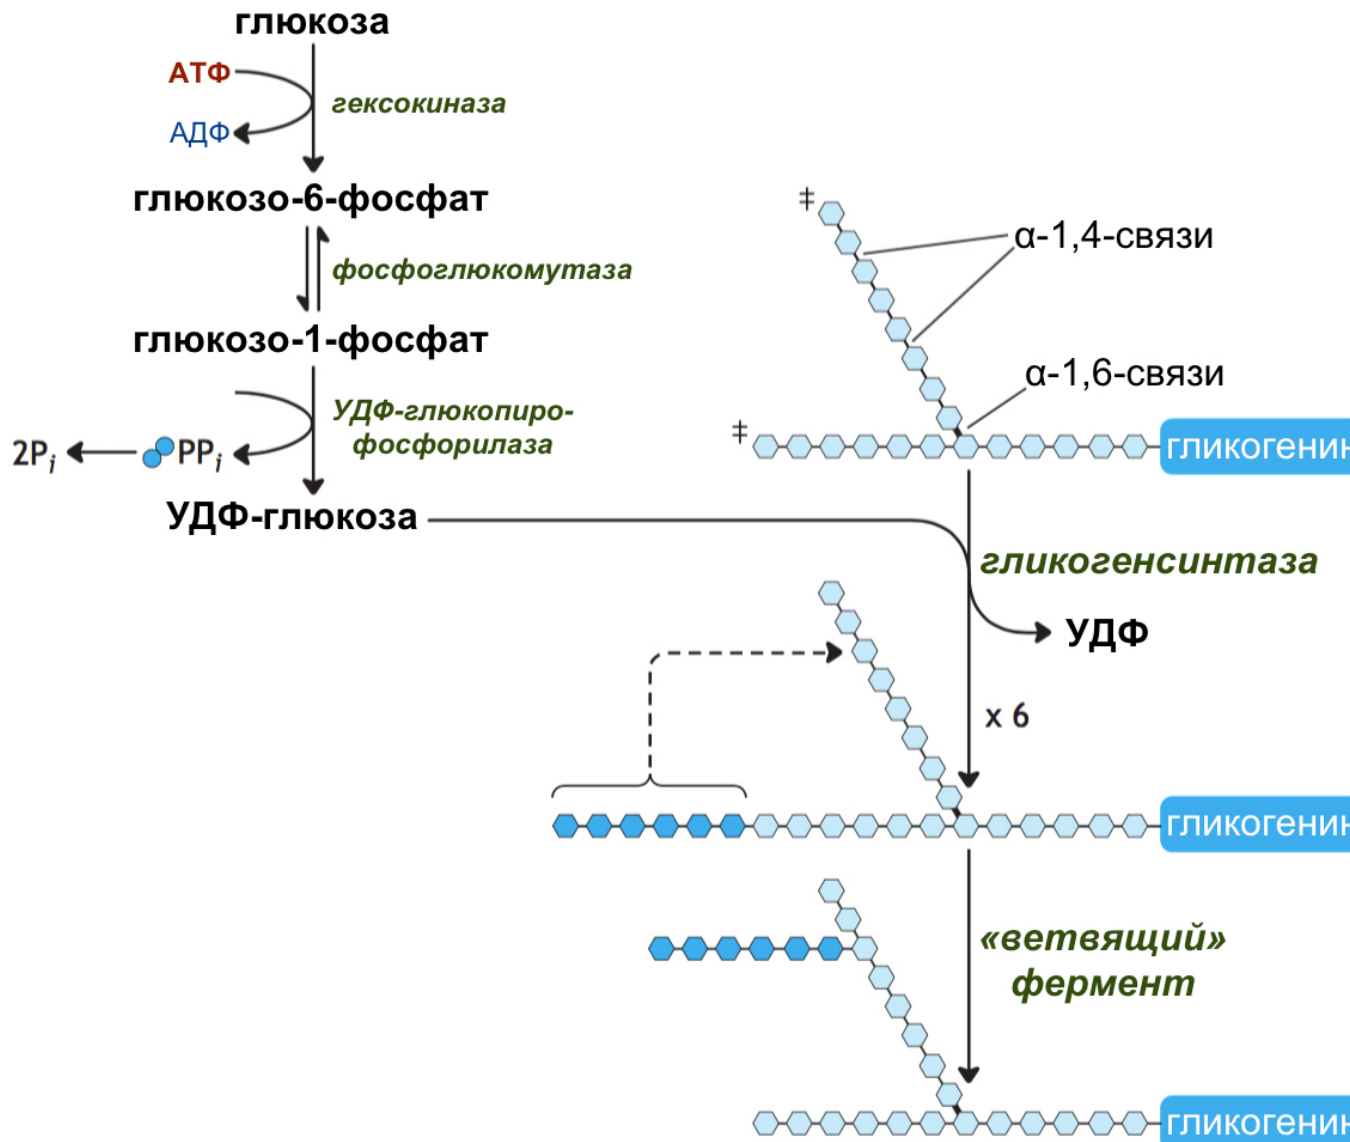 глюкоза
АТФ
гексокиназа
АДФ
глюкозо-6-фосфат
фосфоглюкомутаза
глюкозо-1-фосфат
УДФ-глюкопиро-
фосфорилаза
2Pi
PPi
УДФ-глюкоза
‡
α-1,4-связи
α-1,6-связи
‡
гликогенин
гликогенсинтаза
УДФ
x 6
гликогенин
«ветвящий»
фермент
гликогенин